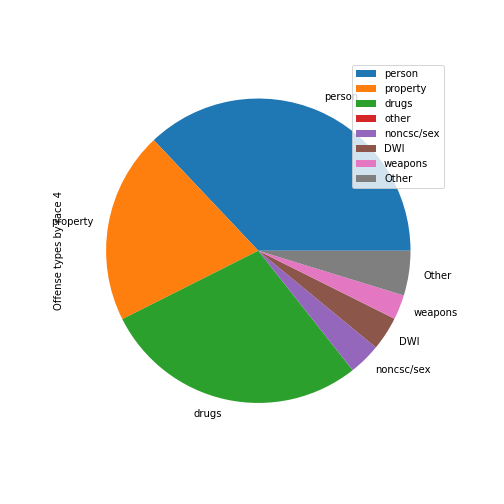 person
person
property
drugs
other
noncsc/sex
DWI
weapons
Other
property
Offense types by Race 4
Other
weapons
DWI
noncsc/sex
drugs